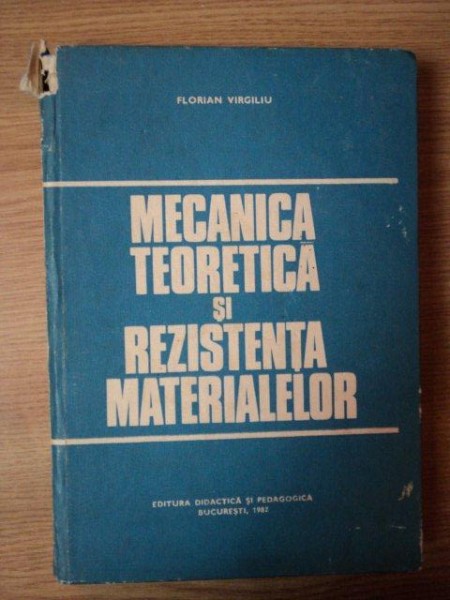 FLORIAN VIRGILIU
MECANICA
TEORETICĂ
ȘI
REZISTENȚA
MATERIALELOR
EDITURA DIDACTICĂ ȘI PEDAGOGICĂ
BUCUREȘTI, 1982